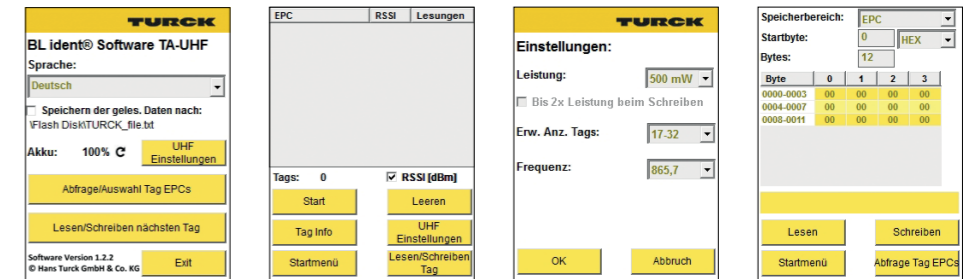 TURCK
BL ident® Software TA-UHF
Sprache:
Deutsch
Speichern der geles. Daten nach:
\Flash Disk\TURCK_file.txt
Akku: 100% UHF Einstellungen
Abfrage/Auswahl Tag EPCs
Lesen/Schreiben nächsten Tag
Software Version 1.2.2
© Hans Turck GmbH & Co. KG
Exit
EPC RSSI Lesungen
Tags: 0 RSSI [dBm]
Start Leeren
Tag Info UHF Einstellungen
Startmenü Lesen/Schreiben Tag
TURCK
Einstellungen:
Leistung: 500 mW
Bis 2x Leistung beim Schreiben
Erw. Anz. Tags: 17-32
Frequenz: 865,7
OK Abbruch
Speicherbereich: EPC
Startbyte: 0 HEX
Bytes: 12
Byte 0 1 2 3
0000-0003 00 00 00 00
0004-0007 00 00 00 00
0008-0011 00 00 00 00
Lesen Schreiben
Startmenü Abfrage Tag EPCs